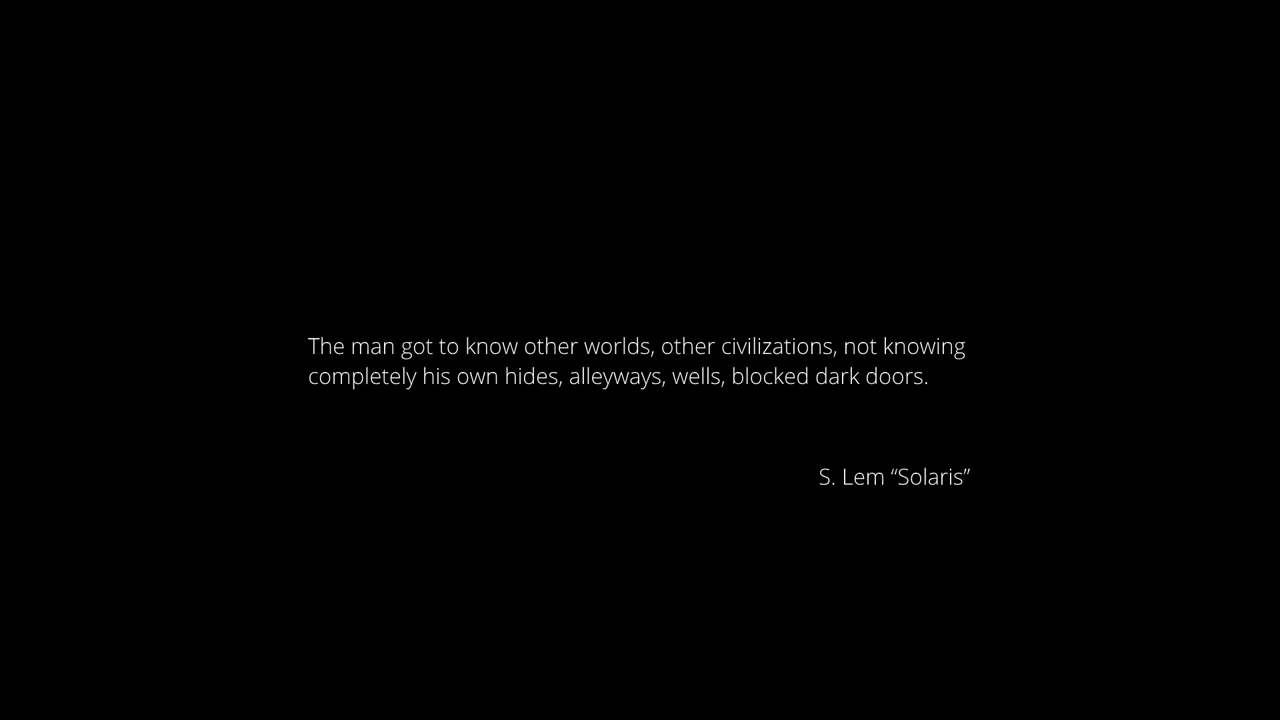 The man got to know other worlds, other civilizations, not knowing
completely his own hides, alleyways, wells, blocked dark doors.
S. Lem “Solaris”